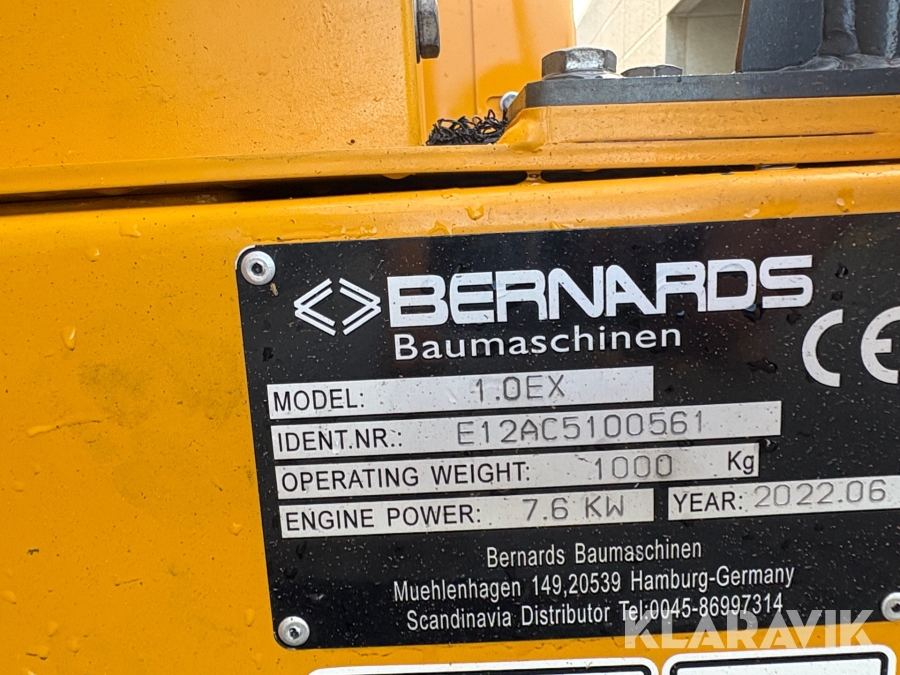 BERNARDS
Baumaschinen
CE
MODEL: 1.0EX
IDENT.NR.: E12AC5100561
OPERATING WEIGHT: 1000 Kg
ENGINE POWER: 7.6 KW YEAR: 2022.06
Bernards Baumaschinen
Muehlenhagen 149,20539 Hamburg-Germany
Scandinavia Distributor Tel:0045-86997314
KLARAVIK